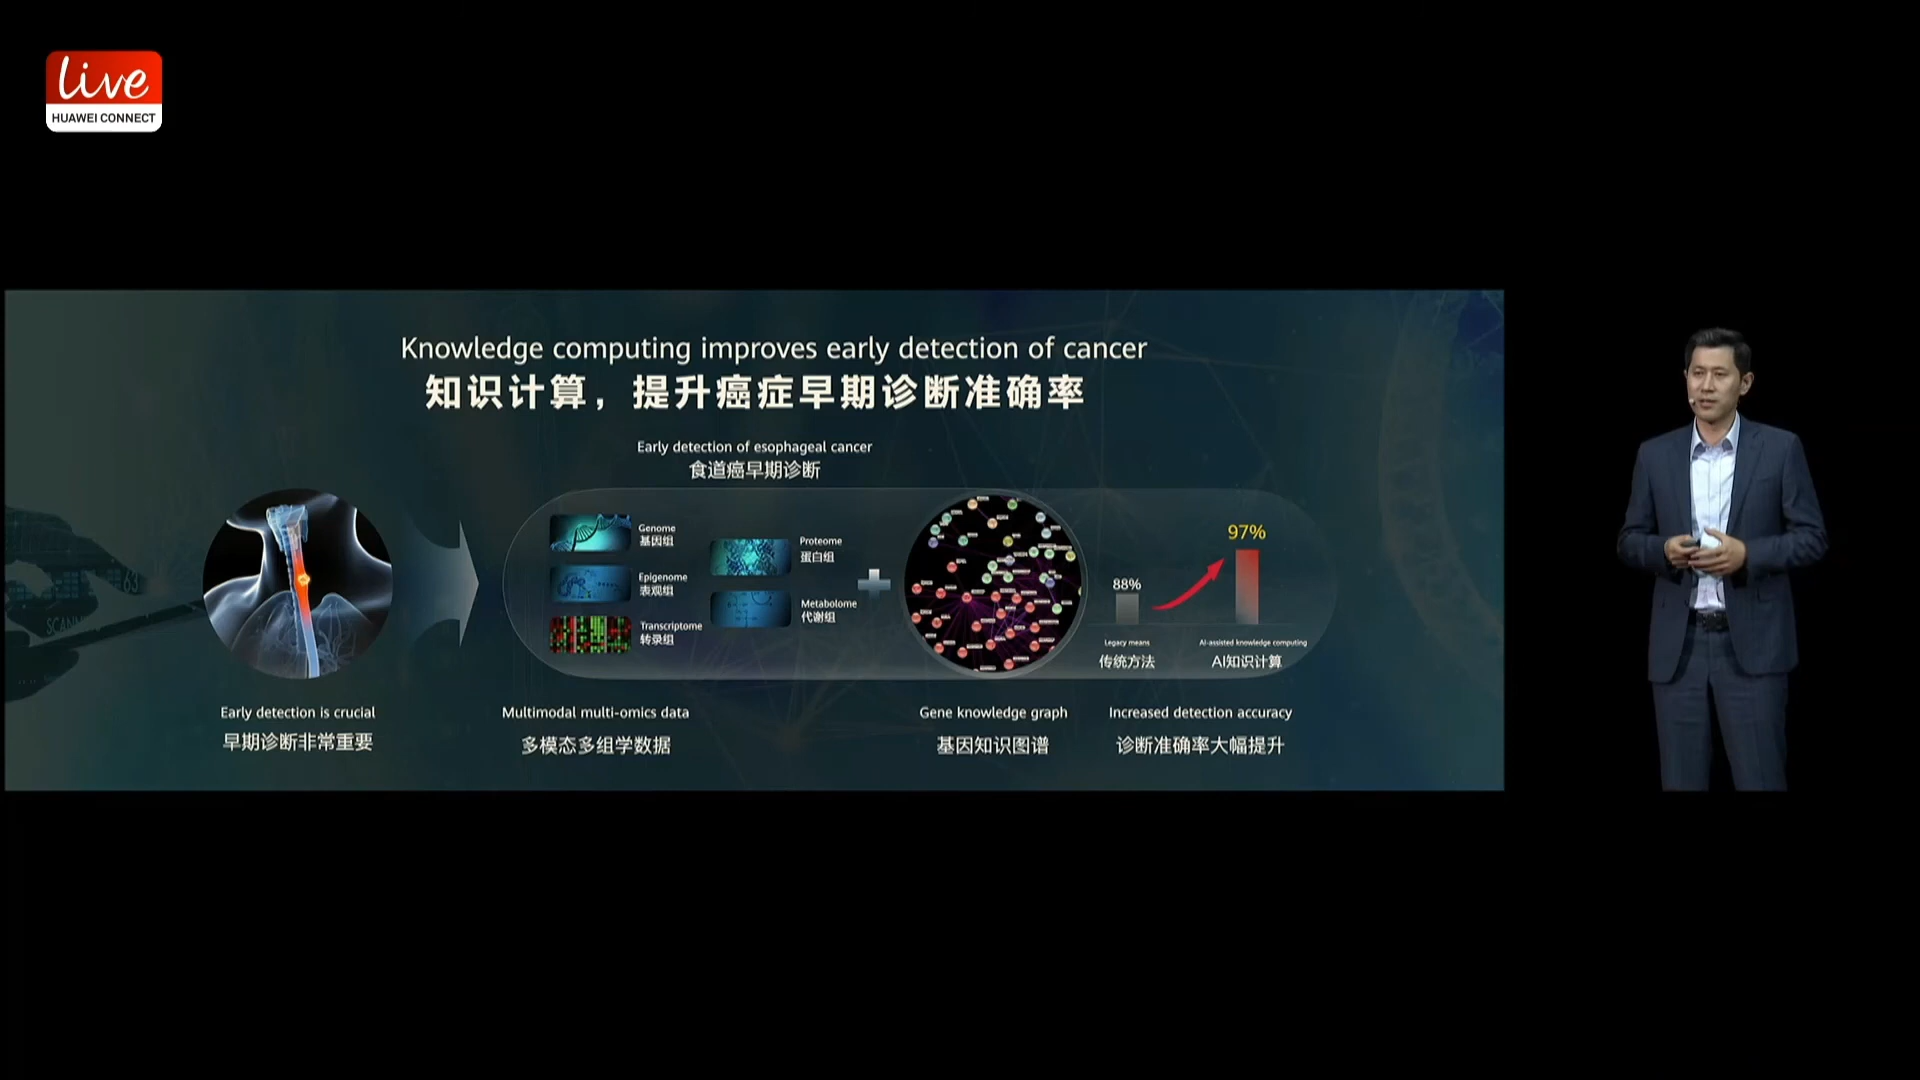 live
HUAWEI CONNECT
Knowledge computing improves early detection of cancer
知识计算，提升癌症早期诊断准确率
Early detection of esophageal cancer
食道癌早期诊断
Genome
基因组
Epigenome
表观组
Transcriptome
转录组
Proteome
蛋白组
Metabolome
代谢组
88%
97%
Legacy means
传统方法
AI-assisted knowledge computing
AI知识计算
Early detection is crucial
早期诊断非常重要
Multimodal multi-omics data
多模态多组学数据
Gene knowledge graph
基因知识图谱
Increased detection accuracy
诊断准确率大幅提升
63
SCANN